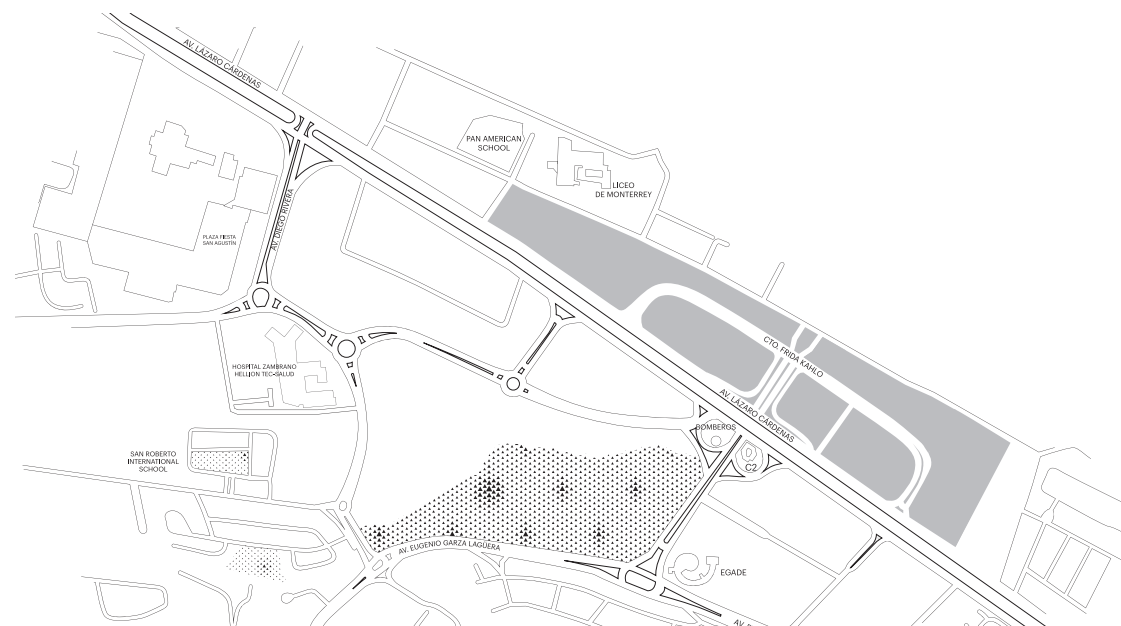 AV. LÁZARO CÁRDENAS
PAN AMERICAN
SCHOOL
LICEO
DE MONTERREY
AV. DIEGO RIVERA
PLAZA FIESTA
SAN AGUSTÍN
CTO. FRIDA KAHLO
HOSPITAL ZAMBRANO
HELLION TEC-SALUD
AV. LÁZARO CÁRDENAS
BOMBEROS
C2
SAN ROBERTO
INTERNATIONAL
SCHOOL
AV. EUGENIO GARZA LAGÜERA
EGADE